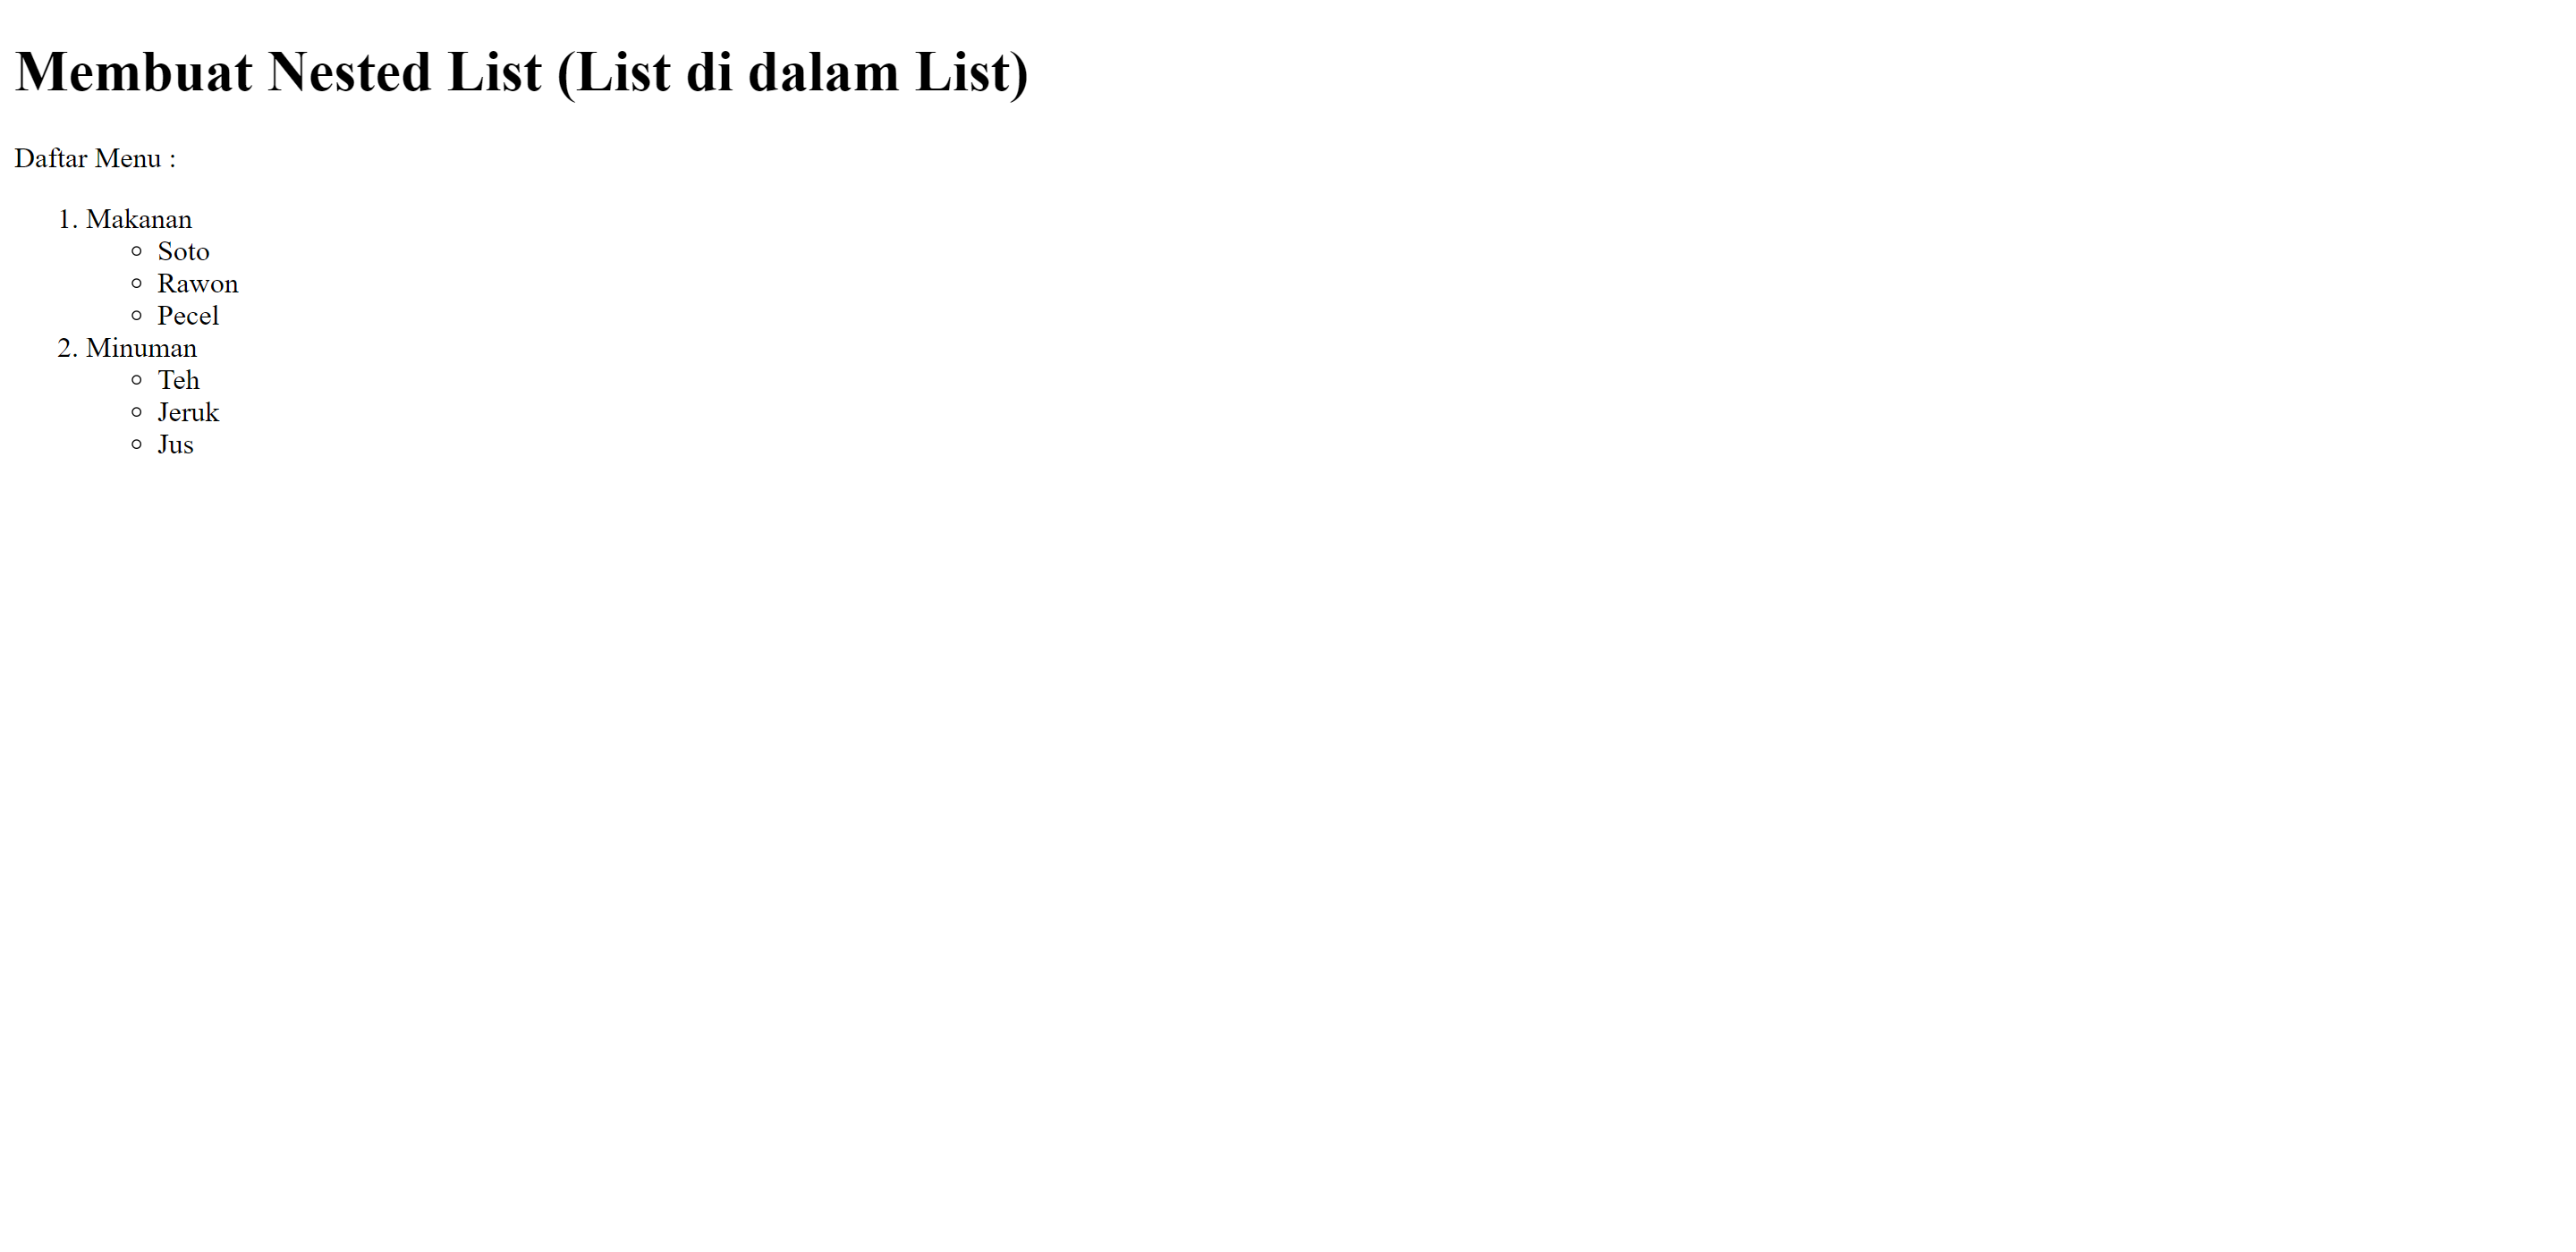 Membuat Nested List (List di dalam List)
Daftar Menu :
1. Makanan
Soto
Rawon
Pecel
2. Minuman
Teh
Jeruk
Jus